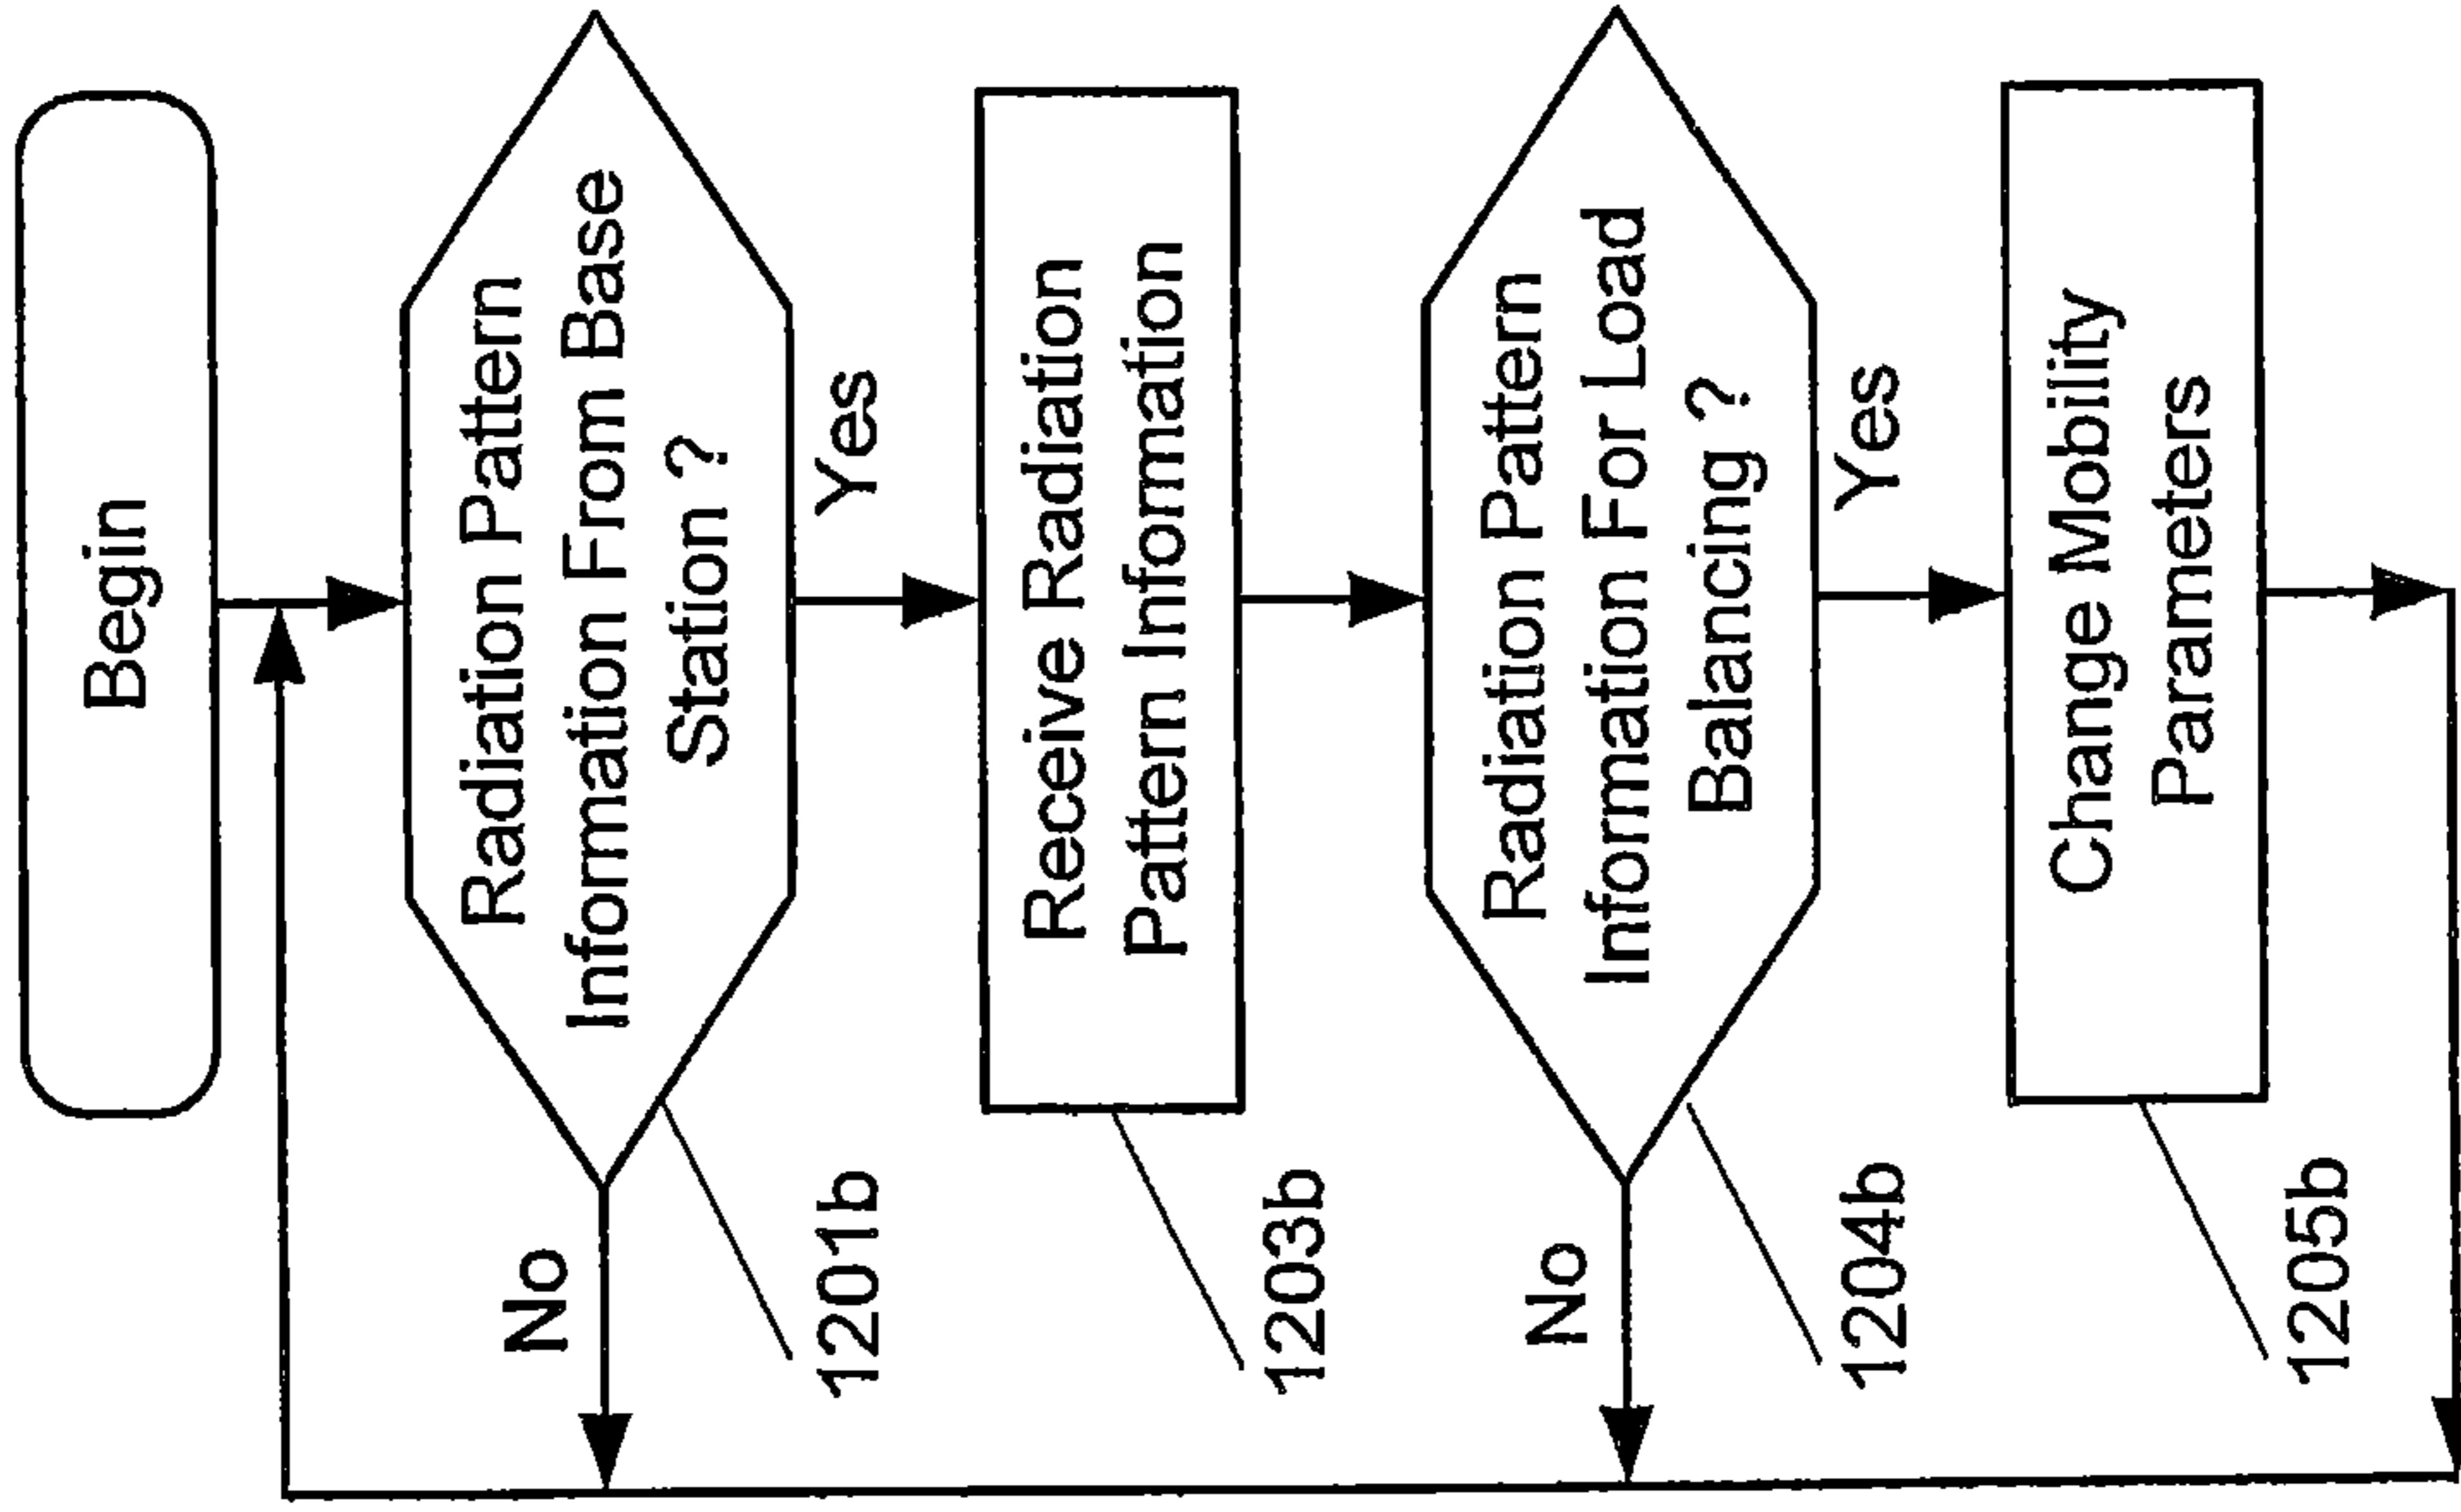 Begin
Radiation Pattern
Information From Base
Station ?
No
Yes
1201b
Receive Radiation
Pattern Information
1203b
Radiation Pattern
Information For Load
Balancing ?
No
Yes
1204b
Change Mobility
Parameters
1205b